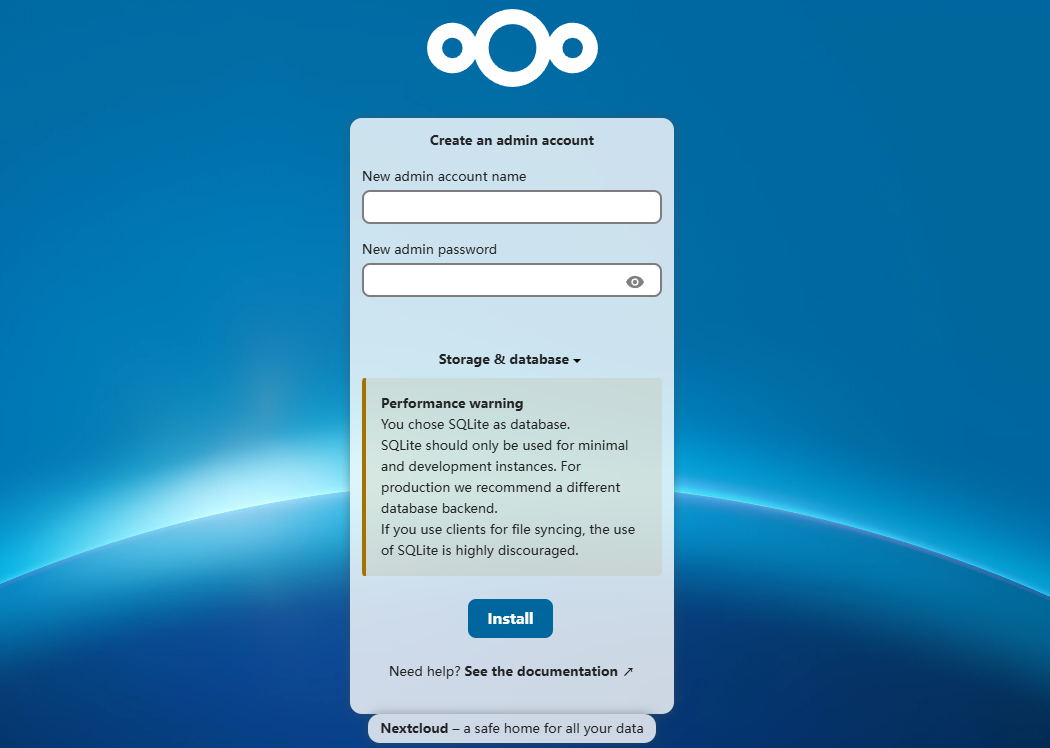 Create an admin account
New admin account name
New admin password
Storage & database
Performance warning
You chose SQLite as database.
SQLite should only be used for minimal
and development instances. For
production we recommend a different
database backend.
If you use clients for file syncing, the use
of SQLite is highly discouraged.
Install
Need help? See the documentation ↗
Nextcloud – a safe home for all your data